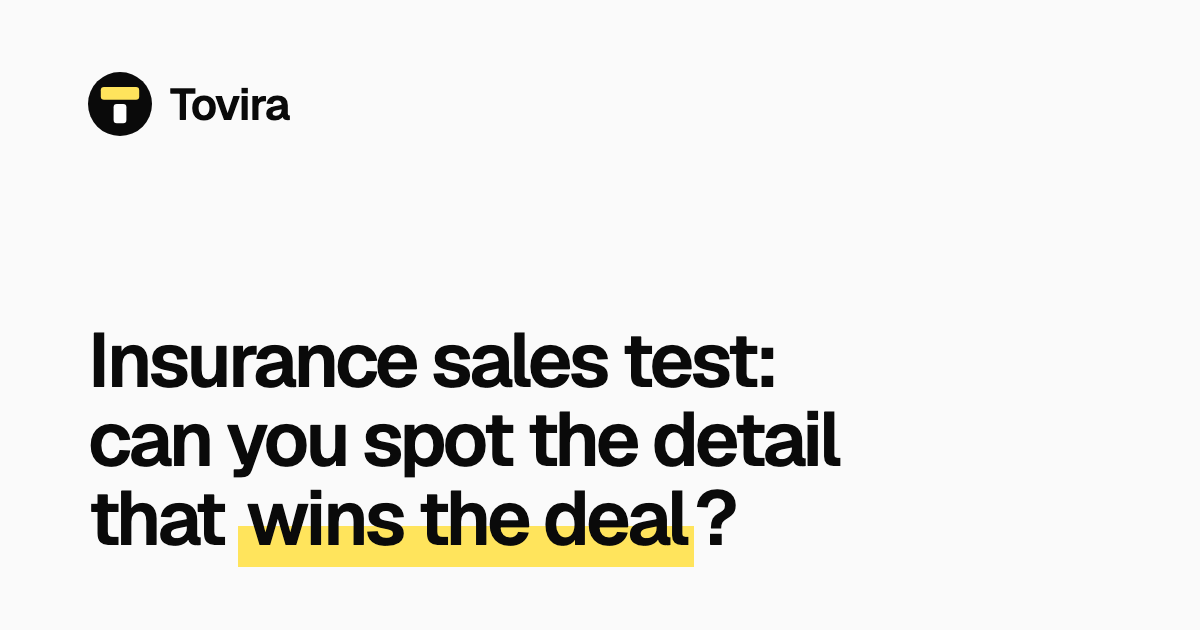 Tovira
Insurance sales test:
can you spot the detail
that wins the deal?